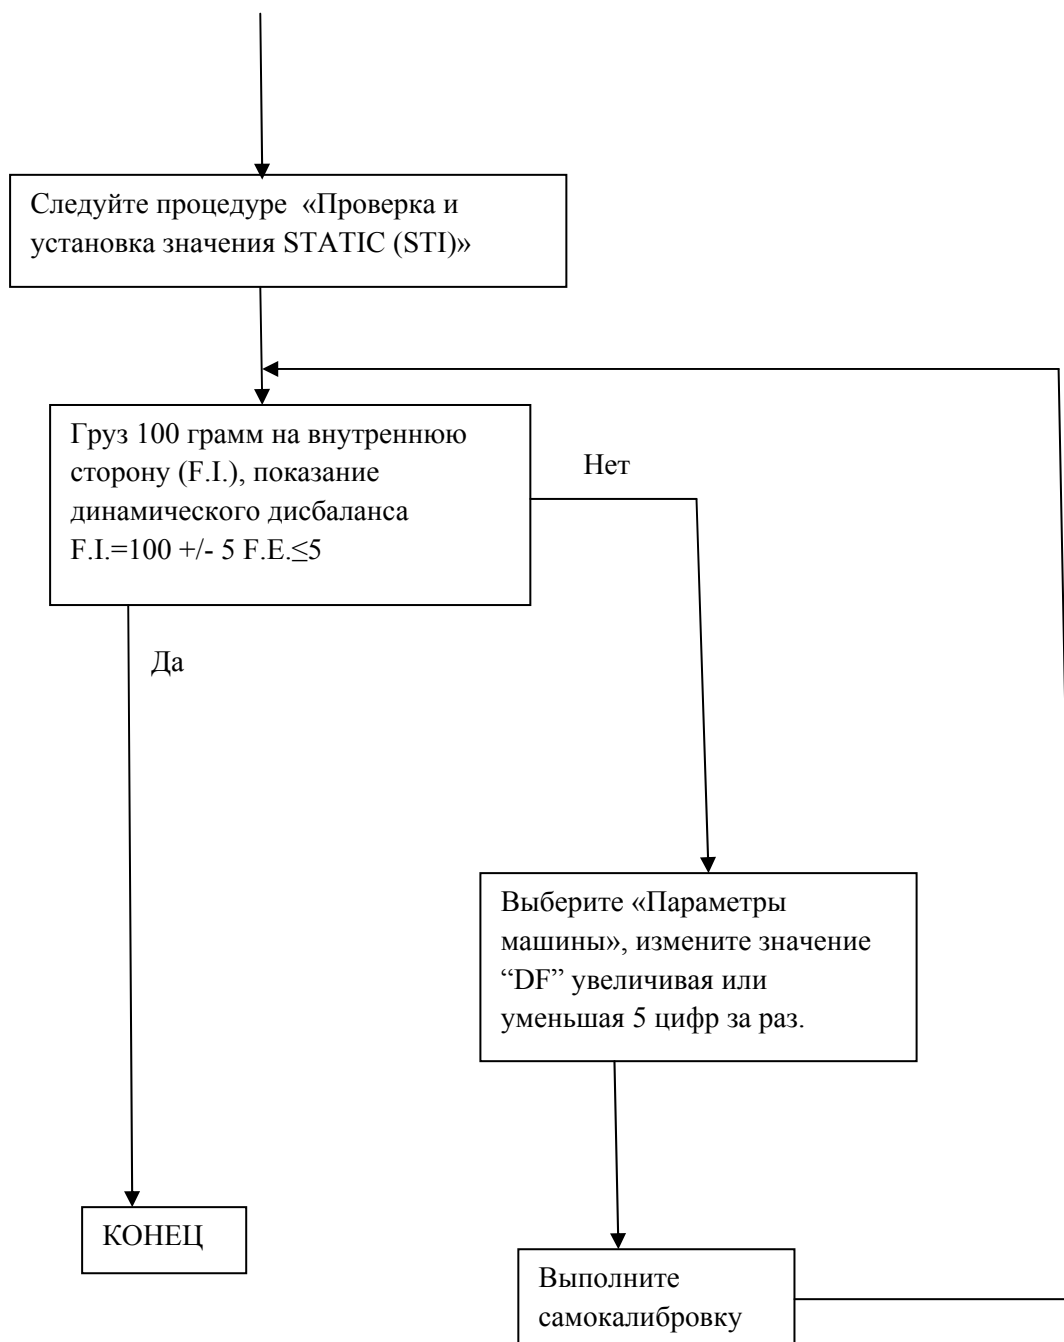 Следуйте процедуре «Проверка и
установка значения STATIC (STI)»
Груз 100 грамм на внутреннюю
сторону (F.I.), показание
динамического дисбаланса
F.I.=100 +/- 5 F.E.≤5
Нет
Да
Выберите «Параметры
машины», измените значение
“DF” увеличивая или
уменьшая 5 цифр за раз.
КОНЕЦ
Выполните
самокалибровку